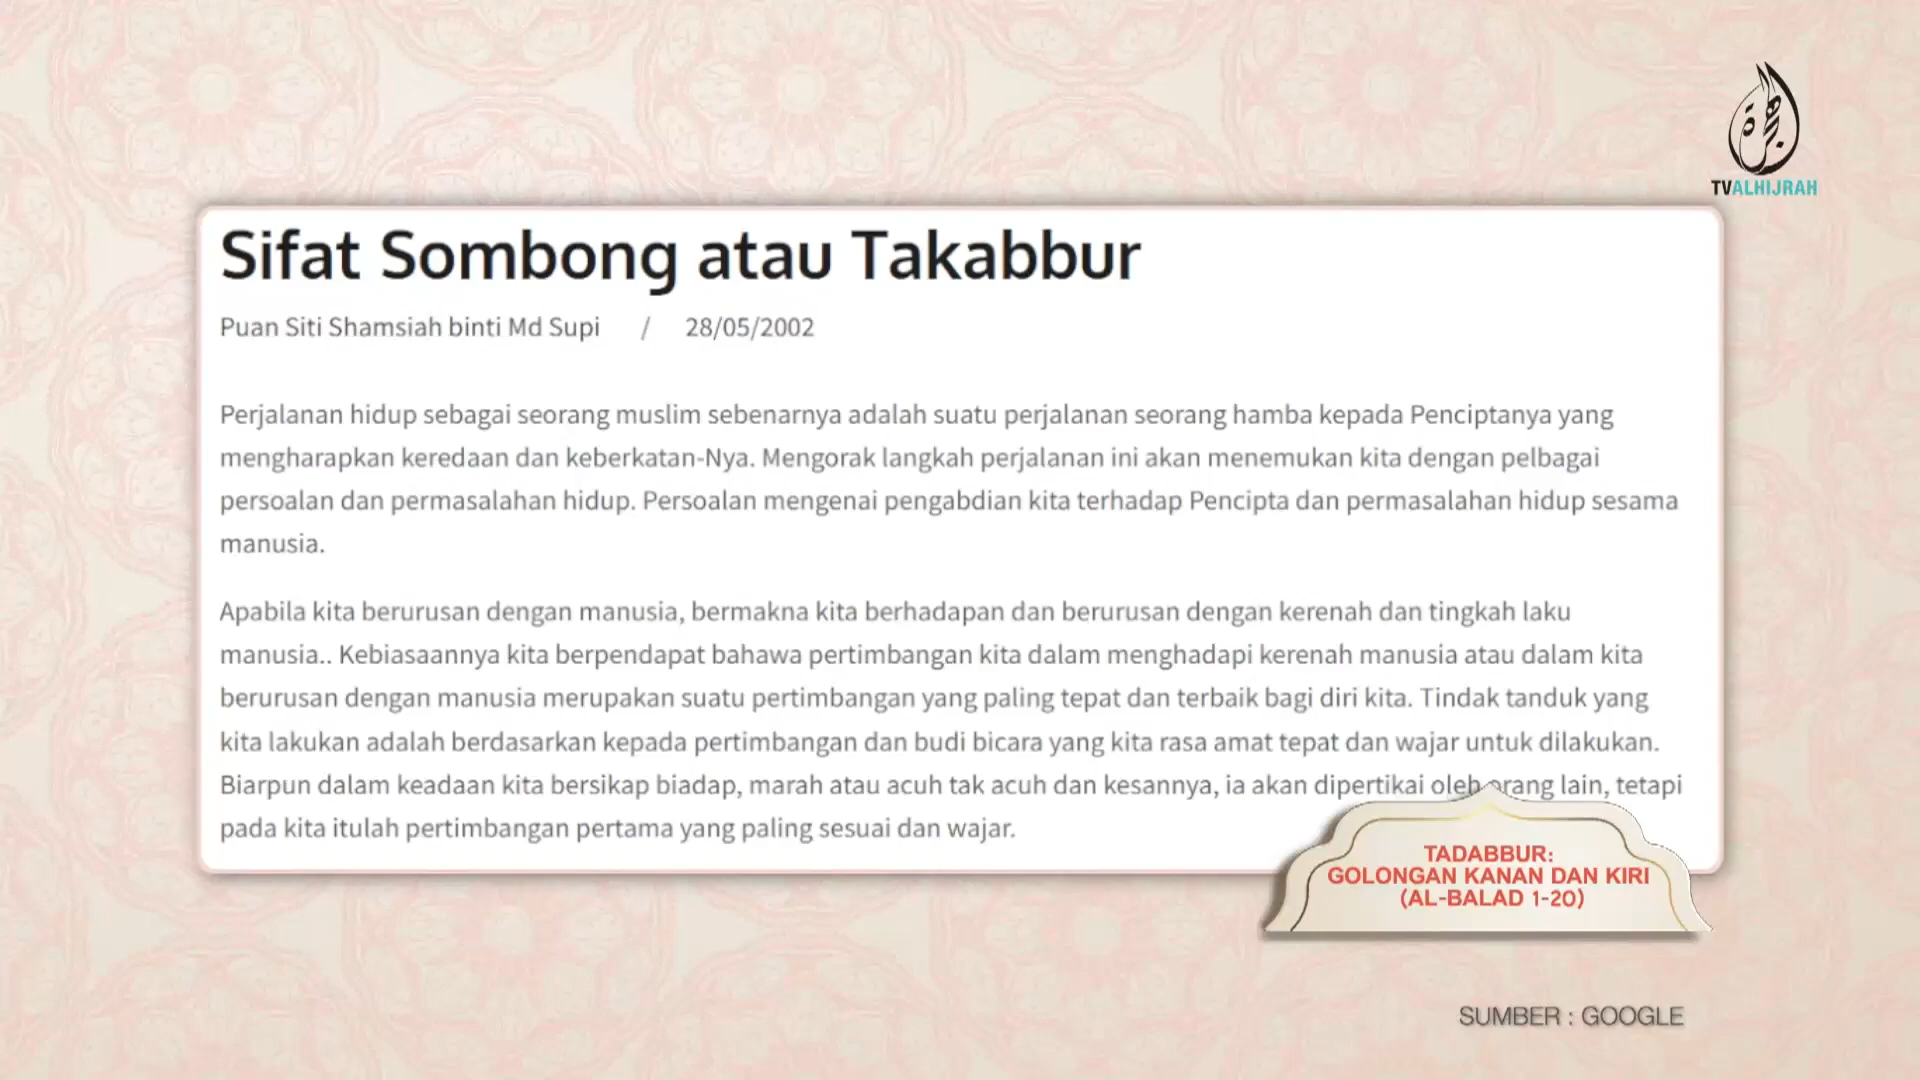 هجرة
TVALHIJRAH
Sifat Sombong atau Takabbur
Puan Siti Shamsiah binti Md Supi / 28/05/2002
Perjalanan hidup sebagai seorang muslim sebenarnya adalah suatu perjalanan seorang hamba kepada Penciptanya yang
mengharapkan keredaan dan keberkatan-Nya. Mengorak langkah perjalanan ini akan menemukan kita dengan pelbagai
persoalan dan permasalahan hidup. Persoalan mengenai pengabdian kita terhadap Pencipta dan permasalahan hidup sesama
manusia.
Apabila kita berurusan dengan manusia, bermakna kita berhadapan dan berurusan dengan kerenah dan tingkah laku
manusia.. Kebiasaannya kita berpendapat bahawa pertimbangan kita dalam menghadapi kerenah manusia atau dalam kita
berurusan dengan manusia merupakan suatu pertimbangan yang paling tepat dan terbaik bagi diri kita. Tindak tanduk yang
kita lakukan adalah berdasarkan kepada pertimbangan dan budi bicara yang kita rasa amat tepat dan wajar untuk dilakukan.
Biarpun dalam keadaan kita bersikap biadap, marah atau acuh tak acuh dan kesannya, ia akan dipertikai oleh orang lain, tetapi
pada kita itulah pertimbangan pertama yang paling sesuai dan wajar.
TADABBUR:
GOLONGAN KANAN DAN KIRI
(AL-BALAD 1-20)
SUMBER : GOOGLE